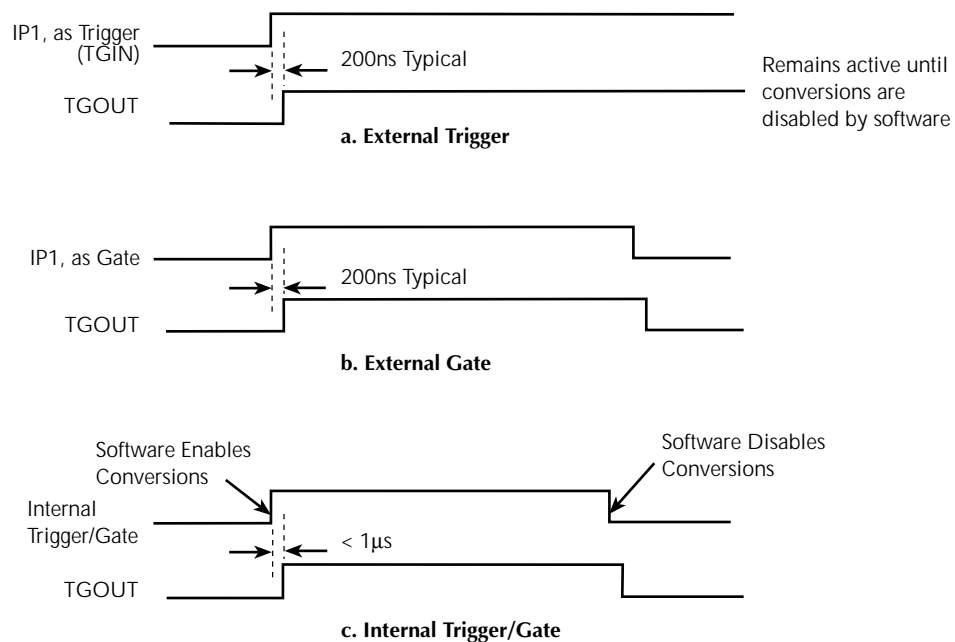 IP1, as Trigger
(TGIN)
200ns Typical
TGOUT
Remains active until
conversions are
disabled by software
a. External Trigger
IP1, as Gate
200ns Typical
TGOUT
b. External Gate
Software Enables
Conversions
Software Disables
Conversions
Internal
Trigger/Gate
< 1μs
TGOUT
c. Internal Trigger/Gate